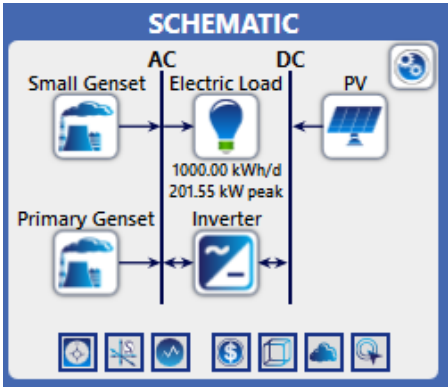 SCHEMATIC
AC DC
Small Genset Electric Load PV
1000.00 kWh/d
201.55 kW peak
Primary Genset Inverter